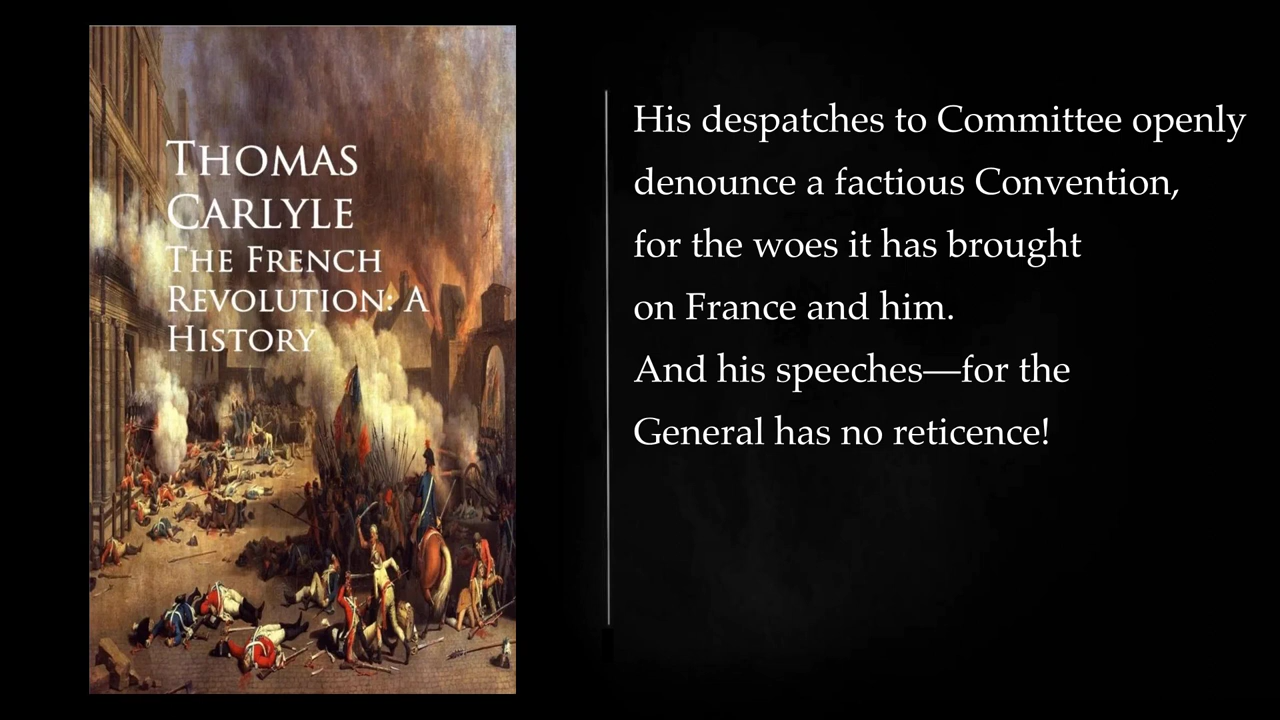 THOMAS
CARLYLE
THE FRENCH
REVOLUTION: A
HISTORY
His despatches to Committee openly
denounce a factious Convention,
for the woes it has brought
on France and him.
And his speeches—for the
General has no reticence!